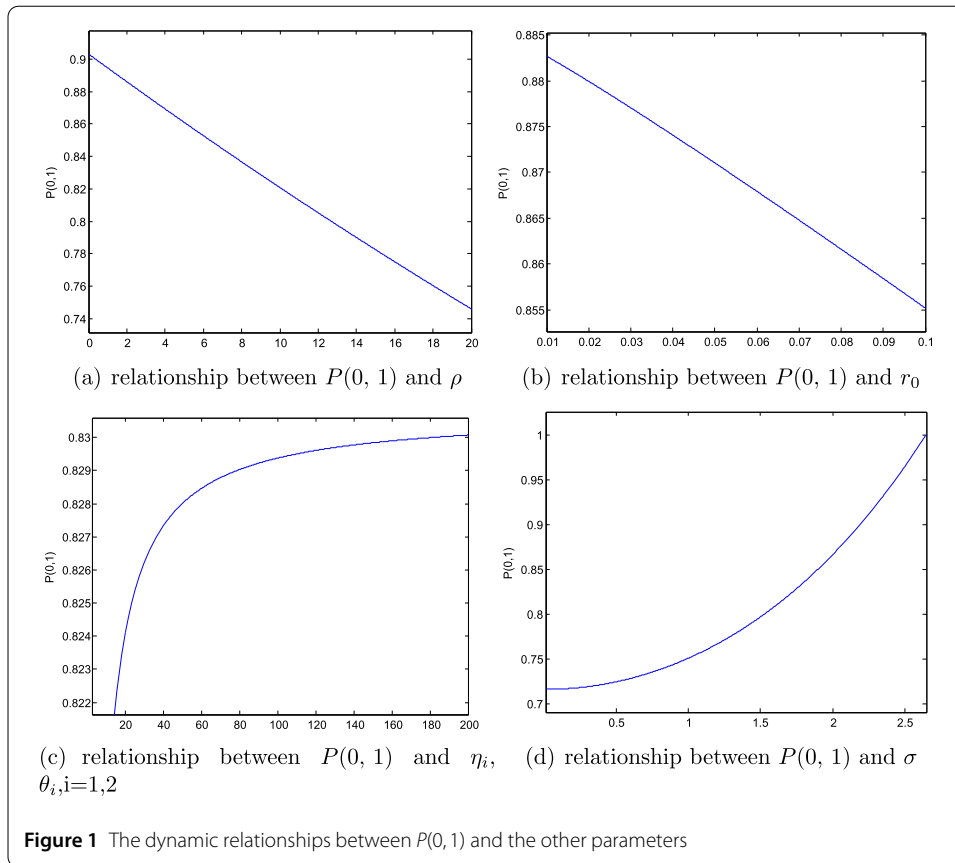 0.9
0.88
0.86
0.84
0.82
0.8
0.78
0.76
0.74
P(0,1)
0 2 4 6 8 10 12 14 16 18 20
(a) relationship between P(0, 1) and ρ
0.885
0.88
0.875
0.87
0.865
0.86
0.855
P(0,1)
0.01 0.02 0.03 0.04 0.05 0.06 0.07 0.08 0.09 0.1
(b) relationship between P(0, 1) and r₀
0.83
0.829
0.828
0.827
0.826
0.825
0.824
0.823
0.822
P(0,1)
20 40 60 80 100 120 140 160 180 200
(c) relationship between P(0, 1) and ηᵢ,
θᵢ,i=1,2
1
0.95
0.9
0.85
0.8
0.75
0.7
P(0,1)
0.5 1 1.5 2 2.5
(d) relationship between P(0, 1) and σ
Figure 1 The dynamic relationships between P(0, 1) and the other parameters